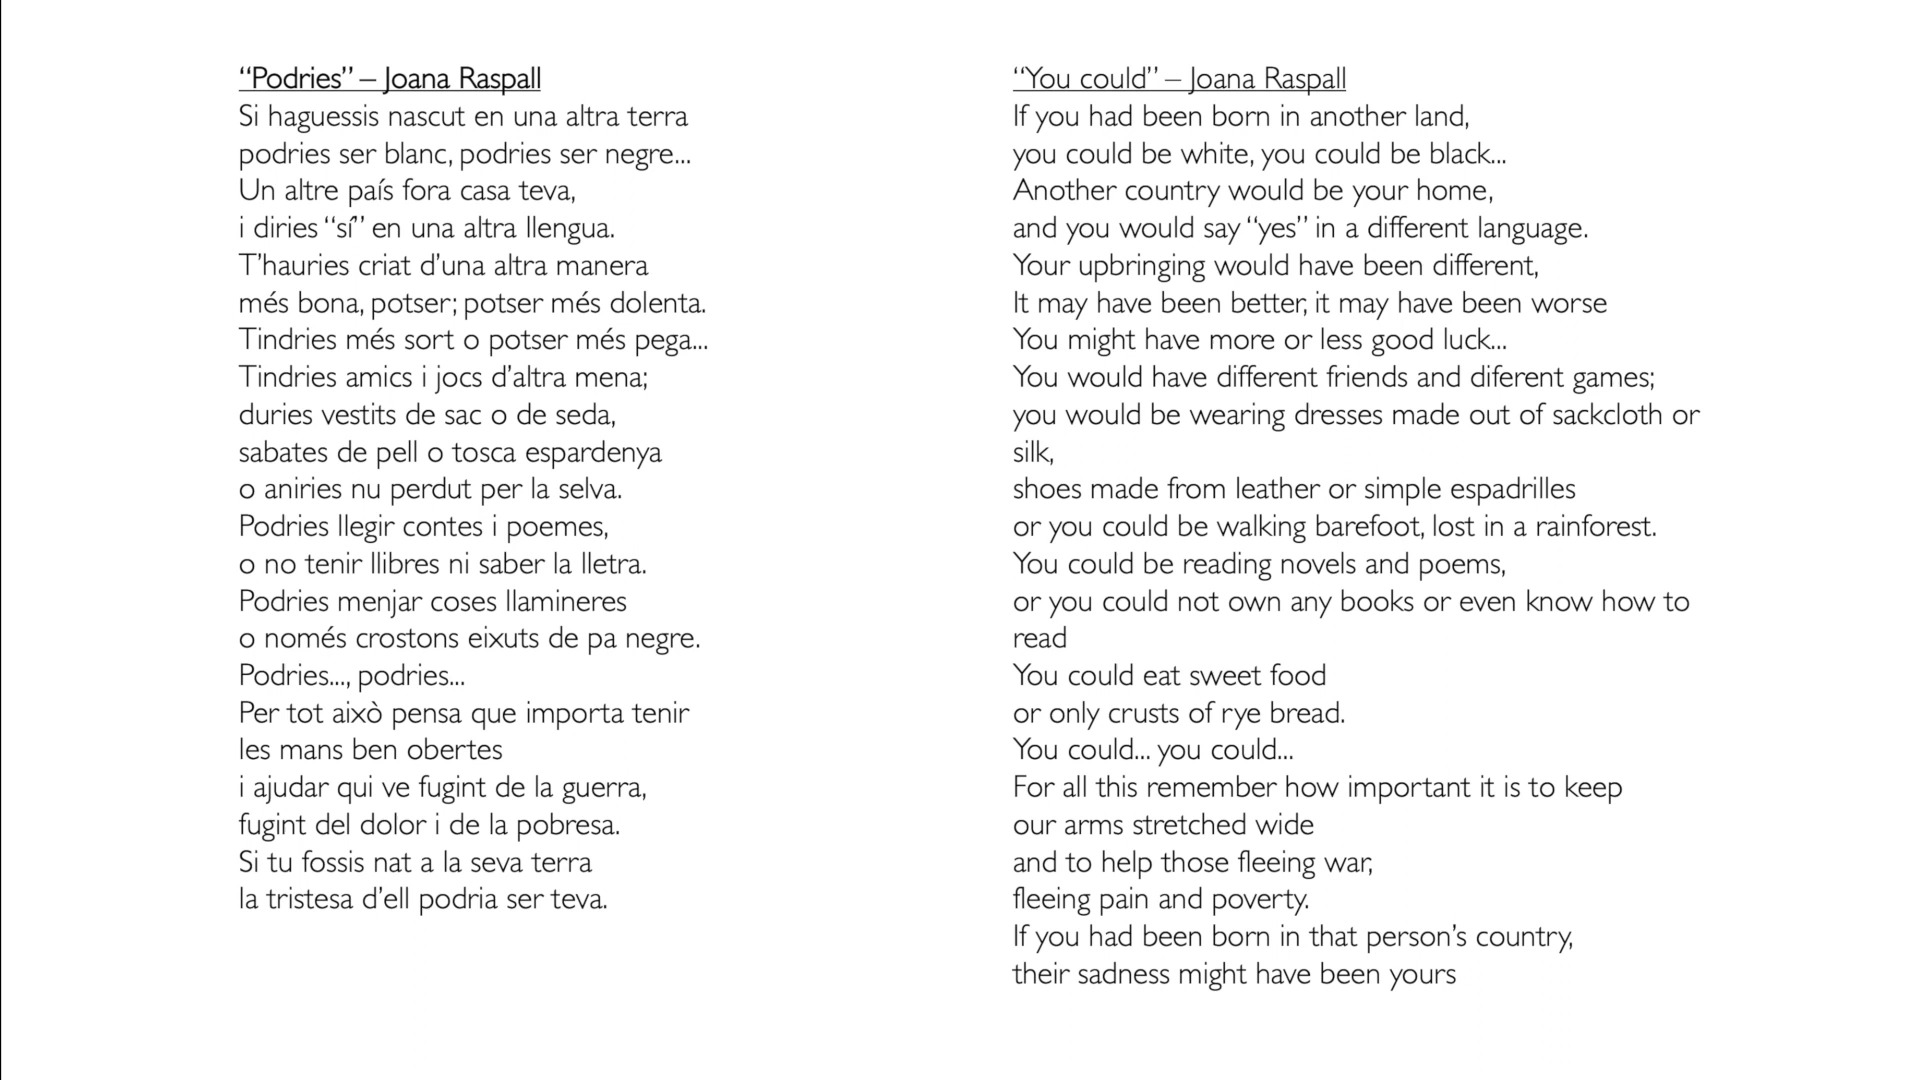 “Podries” – Joana Raspall
Si haguessis nascut en una altra terra
podries ser blanc, podries ser negre...
Un altre país fora casa teva,
i diries “sí” en una altra llengua.
T’hauries criat d’una altra manera
més bona, potser; potser més dolenta.
Tindries més sort o potser més pega...
Tindries amics i jocs d’altra mena;
duries vestits de sac o de seda,
sabates de pell o tosca espardenya
o aniries nu perdut per la selva.
Podries llegir contes i poemes,
o no tenir llibres ni saber la lletra.
Podries menjar coses llamineres
o només crostons eixuts de pa negre.
Podries..., podries...
Per tot això pensa que importa tenir
les mans ben obertes
i ajudar qui ve fugint de la guerra,
fugint del dolor i de la pobresa.
Si tu fossis nat a la seva terra
la tristesa d’ell podria ser teva.
“You could” – Joana Raspall
If you had been born in another land,
you could be white, you could be black...
Another country would be your home,
and you would say “yes” in a different language.
Your upbringing would have been different,
It may have been better, it may have been worse
You might have more or less good luck...
You would have different friends and diferent games;
you would be wearing dresses made out of sackcloth or
silk,
shoes made from leather or simple espadrilles
or you could be walking barefoot, lost in a rainforest.
You could be reading novels and poems,
or you could not own any books or even know how to
read
You could eat sweet food
or only crusts of rye bread.
You could... you could...
For all this remember how important it is to keep
our arms stretched wide
and to help those fleeing war,
fleeing pain and poverty.
If you had been born in that person’s country,
their sadness might have been yours